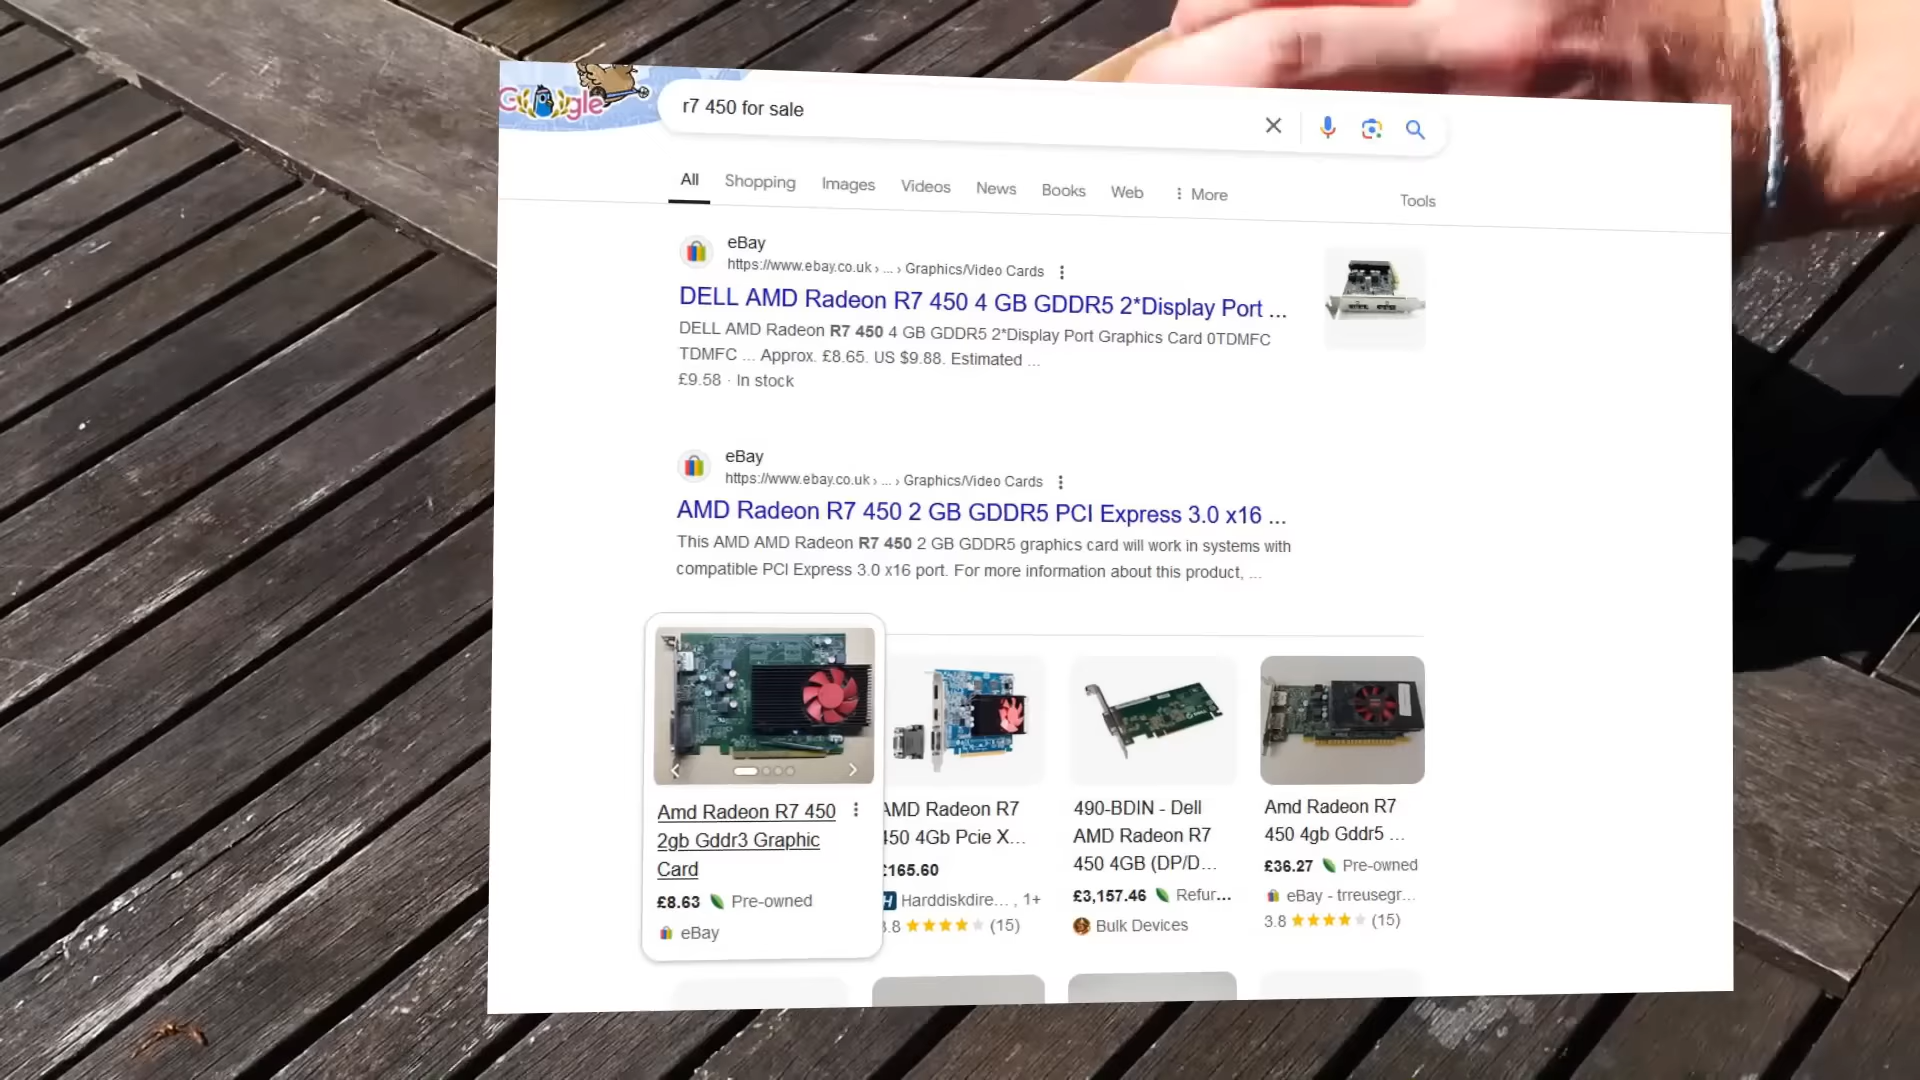 Google
r7 450 for sale
All Shopping Images Videos News Books Web More Tools
eBay
https://www.ebay.co.uk › ... › Graphics/Video Cards
DELL AMD Radeon R7 450 4 GB GDDR5 2*Display Port ...
DELL AMD Radeon R7 450 4 GB GDDR5 2*Display Port Graphics Card 0TDMFC
TDMFC ... Approx. £8.65. US $9.88. Estimated ...
£9.58 · In stock
eBay
https://www.ebay.co.uk › ... › Graphics/Video Cards
AMD Radeon R7 450 2 GB GDDR5 PCI Express 3.0 x16 ...
This AMD AMD Radeon R7 450 2 GB GDDR5 graphics card will work in systems with
compatible PCI Express 3.0 x16 port. For more information about this product, ...
Amd Radeon R7 450
2gb Gddr3 Graphic
Card
£8.63 Pre-owned
eBay
AMD Radeon R7
450 4Gb Pcie X...
£165.60
H Harddiskdire... , 1+
3.8 (15)
490-BDIN - Dell
AMD Radeon R7
450 4GB (DP/D...
£3,157.46 Refur...
Bulk Devices
Amd Radeon R7
450 4gb Gddr5 ...
£36.27 Pre-owned
eBay - trreusegr...
3.8 (15)